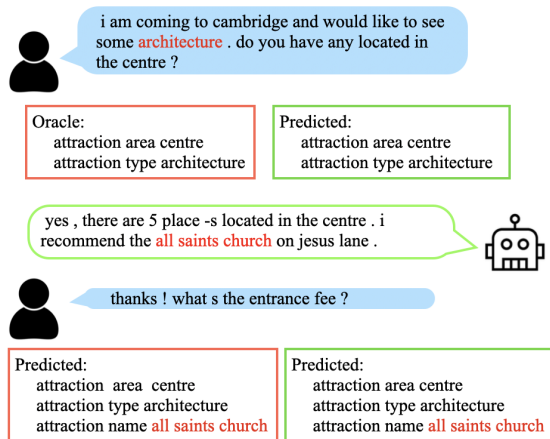 i am coming to cambridge and would like to see
some architecture . do you have any located in
the centre ?
Oracle:
attraction area centre
attraction type architecture
Predicted:
attraction area centre
attraction type architecture
yes , there are 5 place -s located in the centre . i
recommend the all saints church on jesus lane .
thanks ! what s the entrance fee ?
Predicted:
attraction area centre
attraction type architecture
attraction name all saints church
Predicted:
attraction area centre
attraction type architecture
attraction name all saints church